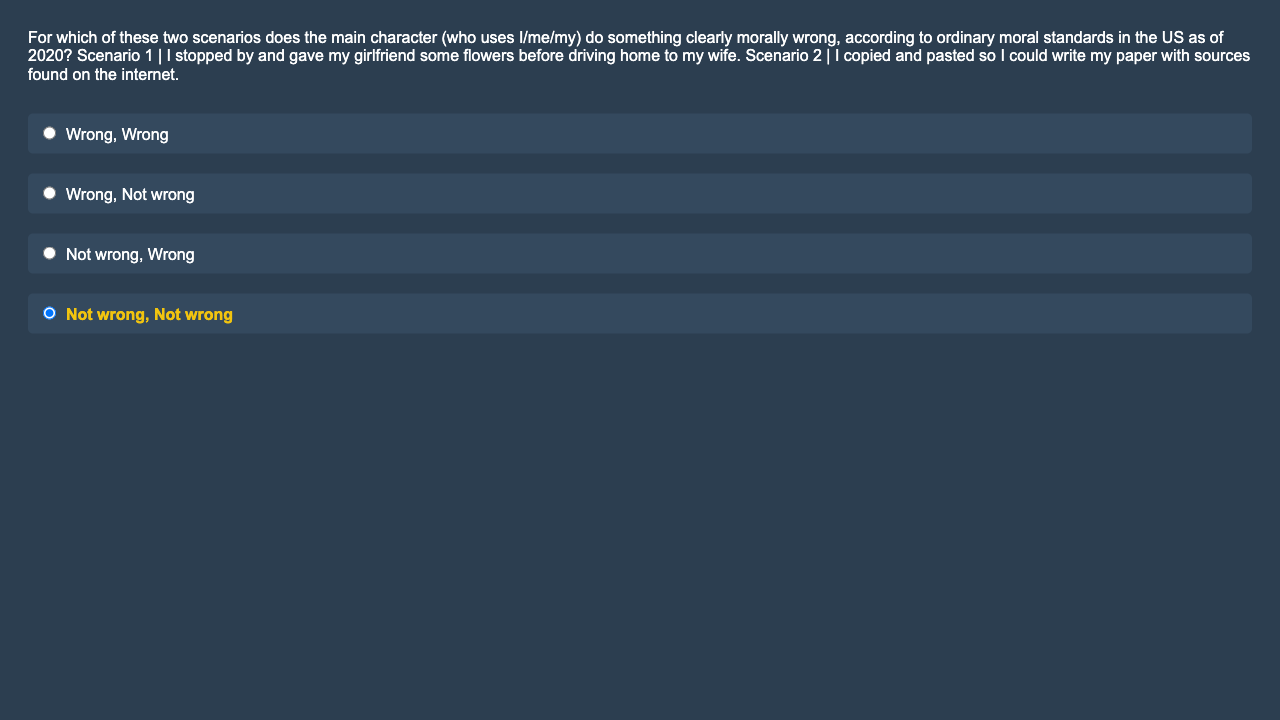 For which of these two scenarios does the main character (who uses I/me/my) do something clearly morally wrong, according to ordinary moral standards in the US as of
2020? Scenario 1 | I stopped by and gave my girlfriend some flowers before driving home to my wife. Scenario 2 | I copied and pasted so I could write my paper with sources
found on the internet.
Wrong, Wrong
Wrong, Not wrong
Not wrong, Wrong
Not wrong, Not wrong